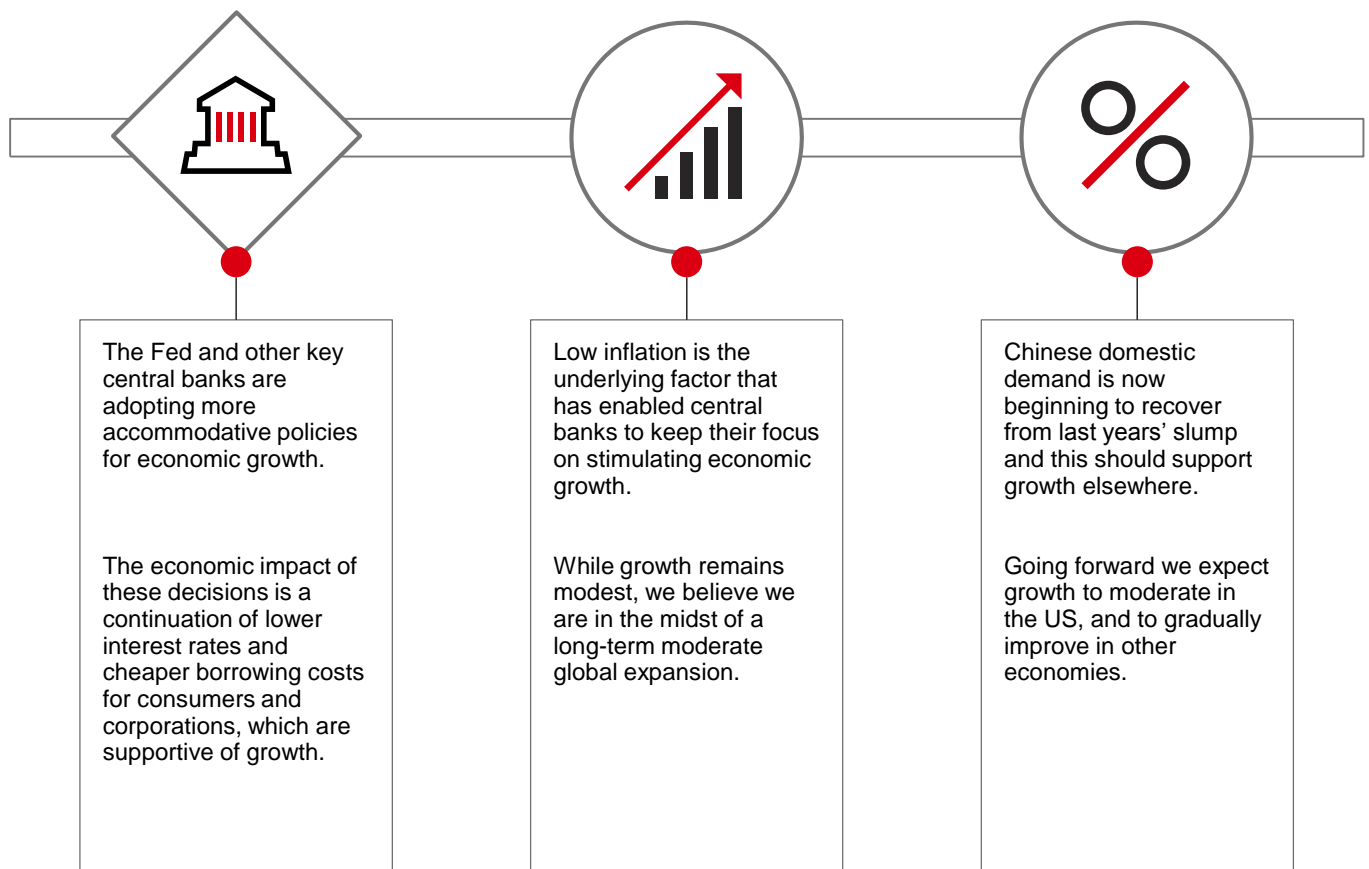 The Fed and other key
central banks are
adopting more
accommodative policies
for economic growth.
The economic impact of
these decisions is a
continuation of lower
interest rates and
cheaper borrowing costs
for consumers and
corporations, which are
supportive of growth.
Low inflation is the
underlying factor that
has enabled central
banks to keep their focus
on stimulating economic
growth.
While growth remains
modest, we believe we
are in the midst of a
long-term moderate
global expansion.
Chinese domestic
demand is now
beginning to recover
from last years’ slump
and this should support
growth elsewhere.
Going forward we expect
growth to moderate in
the US, and to gradually
improve in other
economies.